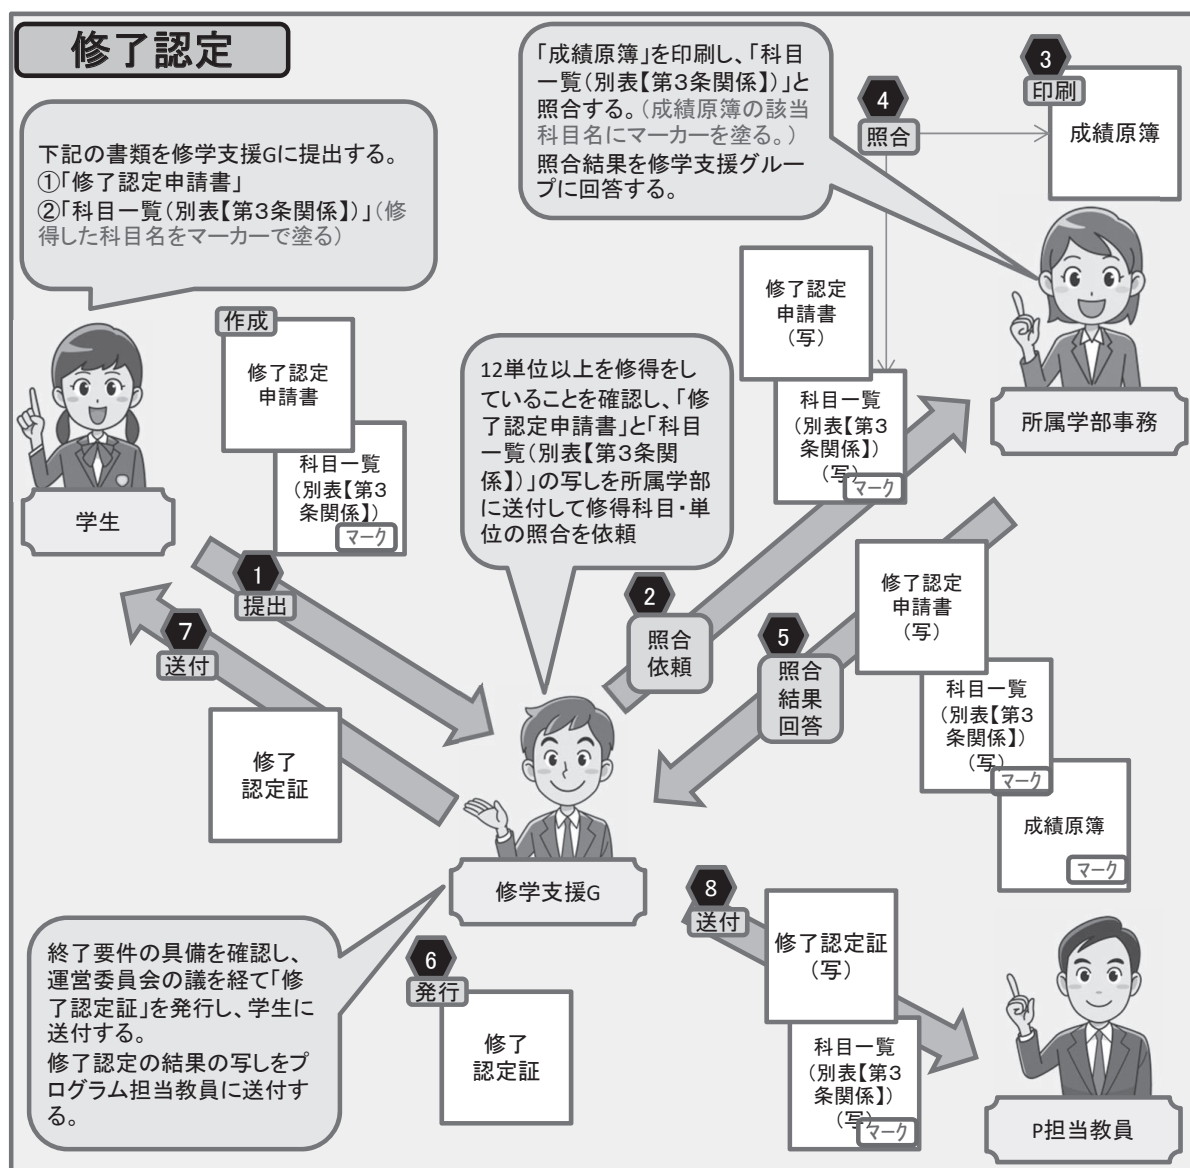 修了認定
下記の書類を修学支援Gに提出する。
①「修了認定申請書」
②「科目一覧(別表【第3条関係】)」(修
得した科目名をマーカーで塗る)
「成績原簿」を印刷し、「科目
一覧(別表【第3条関係】)」と
照合する。(成績原簿の該当
科目名にマーカーを塗る。)
照合結果を修学支援グルー
プに回答する。
3
印刷
成績原簿
4
照合
作成
修了認定
申請書
科目一覧
(別表【第3
条関係】)
マーク
学生
12単位以上を修得をし
ていることを確認し、「修
了認定申請書」と「科目
一覧(別表【第3条関
係】)」の写しを所属学部
に送付して修得科目・単
位の照合を依頼
修了認定
申請書
(写)
科目一覧
(別表【第3
条関係】)
(写)
マーク
所属学部事務
1
提出
7
送付
修了
認定証
2
照合
依頼
5
照合
結果
回答
修了認定
申請書
(写)
科目一覧
(別表【第3
条関係】)
(写)
マーク
成績原簿
マーク
修学支援G
終了要件の具備を確認し、
運営委員会の議を経て「修
了認定証」を発行し、学生に
送付する。
修了認定の結果の写しをプ
ログラム担当教員に送付す
る。
6
発行
修了
認定証
8
送付
修了認定証
(写)
科目一覧
(別表【第3
条関係】)
(写)
マーク
P担当教員